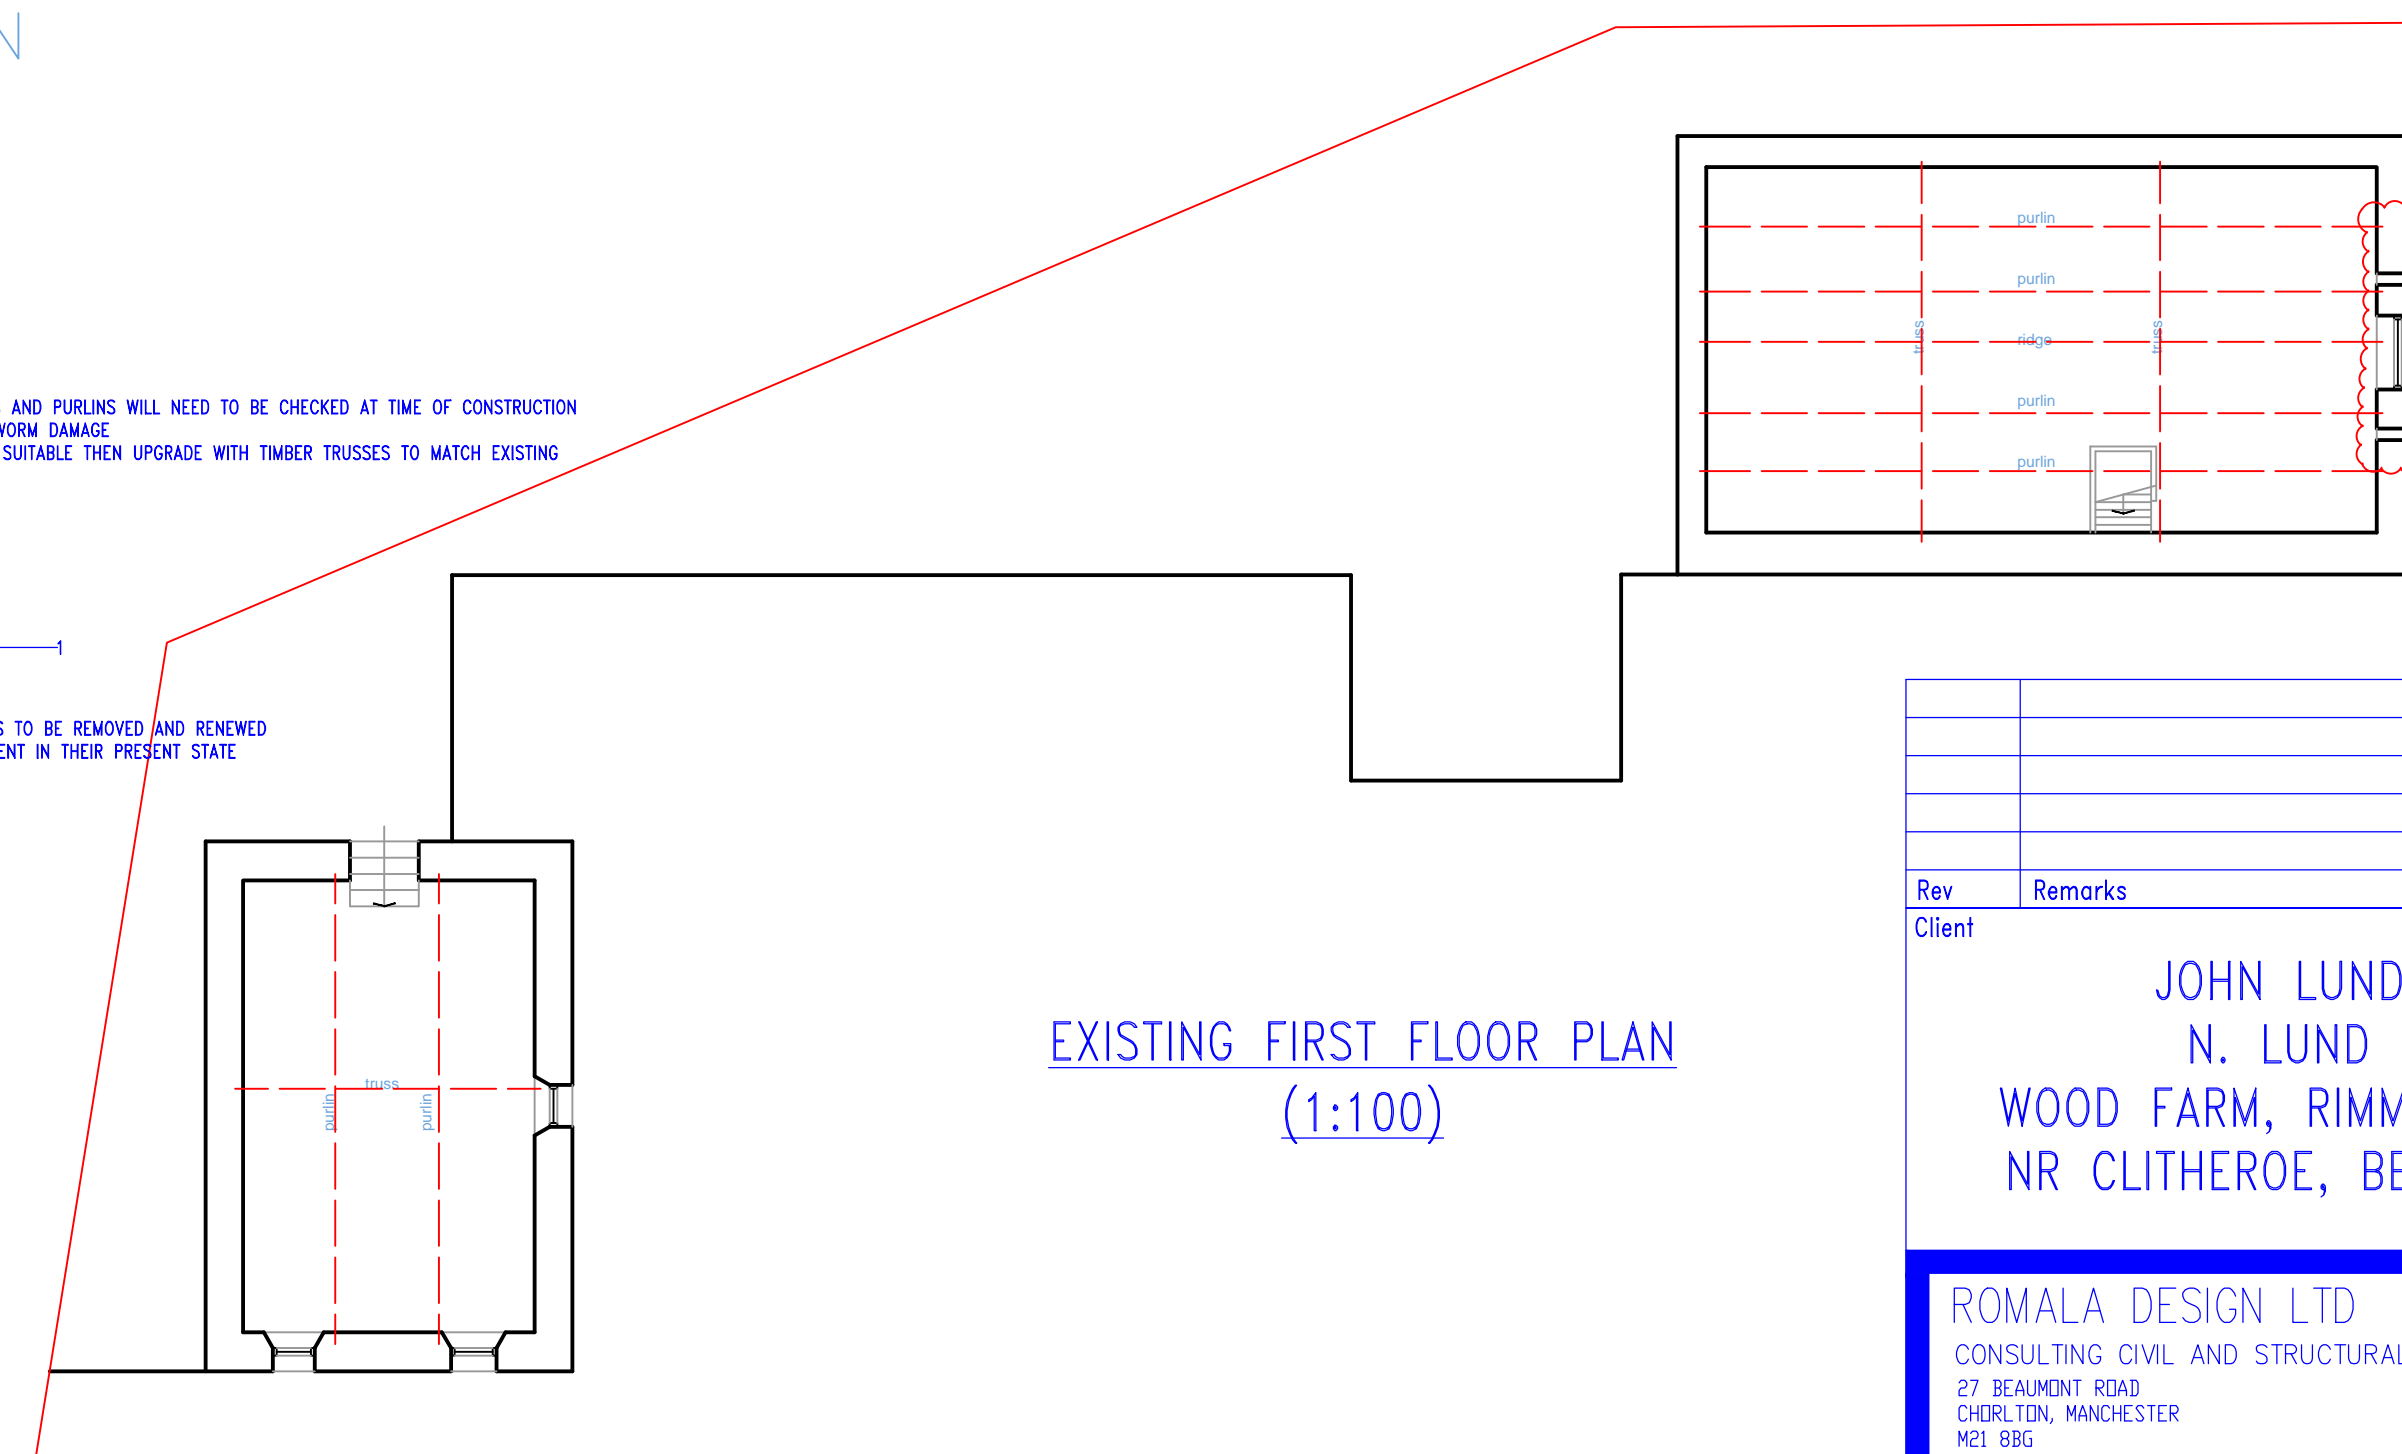 N
AND PURLINS WILL NEED TO BE CHECKED AT TIME OF CONSTRUCTION
WORM DAMAGE
SUITABLE THEN UPGRADE WITH TIMBER TRUSSES TO MATCH EXISTING
1
TO BE REMOVED AND RENEWED
IN THEIR PRESENT STATE
purlin
purlin
truss
ridge
truss
purlin
purlin
truss
purlin
purlin
EXISTING FIRST FLOOR PLAN
(1:100)
Rev
Remarks
Client
JOHN LUND
N. LUND
WOOD FARM, RIMM
NR CLITHEROE, BE
ROMALA DESIGN LTD
CONSULTING CIVIL AND STRUCTURAL
27 BEAUMONT ROAD
CHORLTON, MANCHESTER
M21 8BG